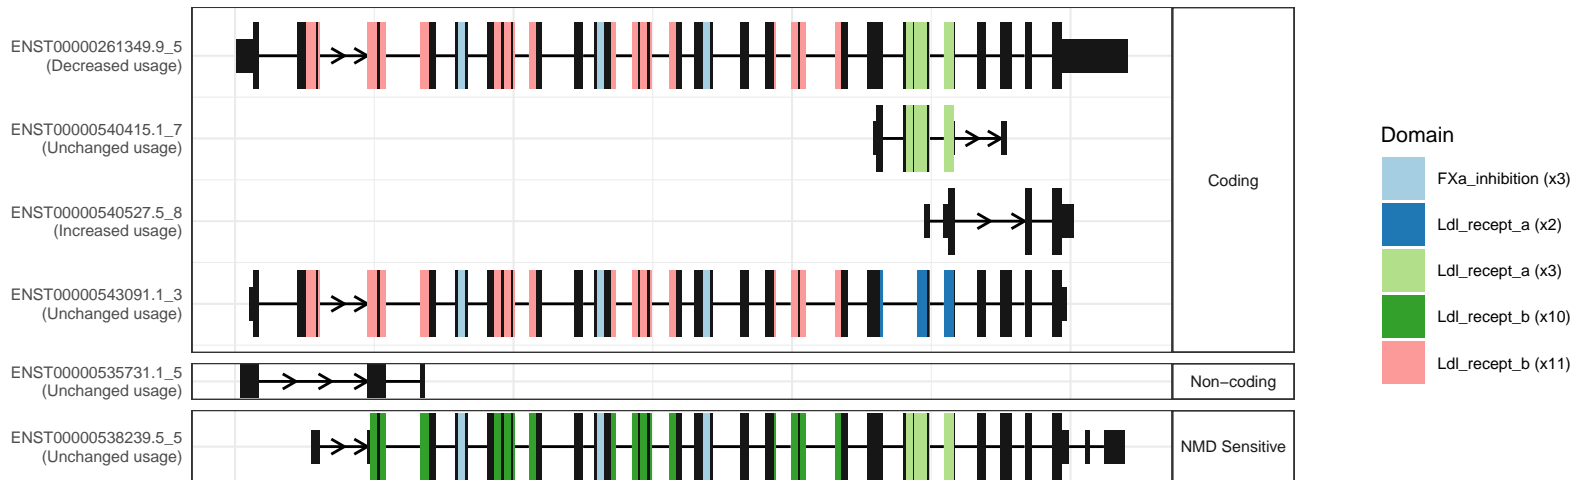 ENST00000261349.9_5
(Decreased usage)
ENST00000540415.1_7
(Unchanged usage)
ENST00000540527.5_8
(Increased usage)
ENST00000543091.1_3
(Unchanged usage)
Coding
ENST00000535731.1_5
(Unchanged usage)
Non−coding
ENST00000538239.5_5
(Unchanged usage)
NMD Sensitive
Domain
FXa_inhibition (x3)
Ldl_recept_a (x2)
Ldl_recept_a (x3)
Ldl_recept_b (x10)
Ldl_recept_b (x11)